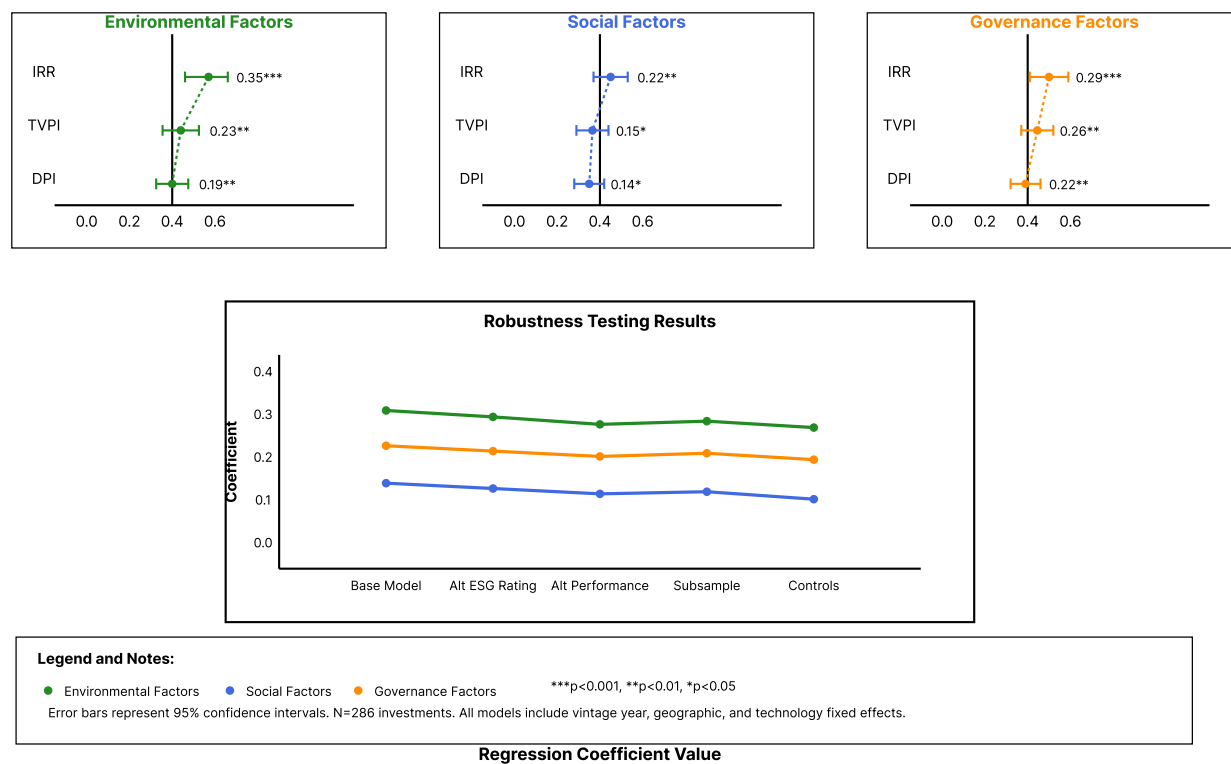 Environmental Factors
IRR
0.35***
TVPI
0.23**
DPI
0.19**
0.0 0.2 0.4 0.6
Social Factors
IRR
0.22**
TVPI
0.15*
DPI
0.14*
0.0 0.2 0.4 0.6
Governance Factors
IRR
0.29***
TVPI
0.26**
DPI
0.22**
0.0 0.2 0.4 0.6
Robustness Testing Results
Coefficient
0.4
0.3
0.2
0.1
0.0
Base Model Alt ESG Rating Alt Performance Subsample Controls
Legend and Notes:
Environmental Factors Social Factors Governance Factors ***p<0.001, **p<0.01, *p<0.05
Error bars represent 95% confidence intervals. N=286 investments. All models include vintage year, geographic, and technology fixed effects.
Regression Coefficient Value